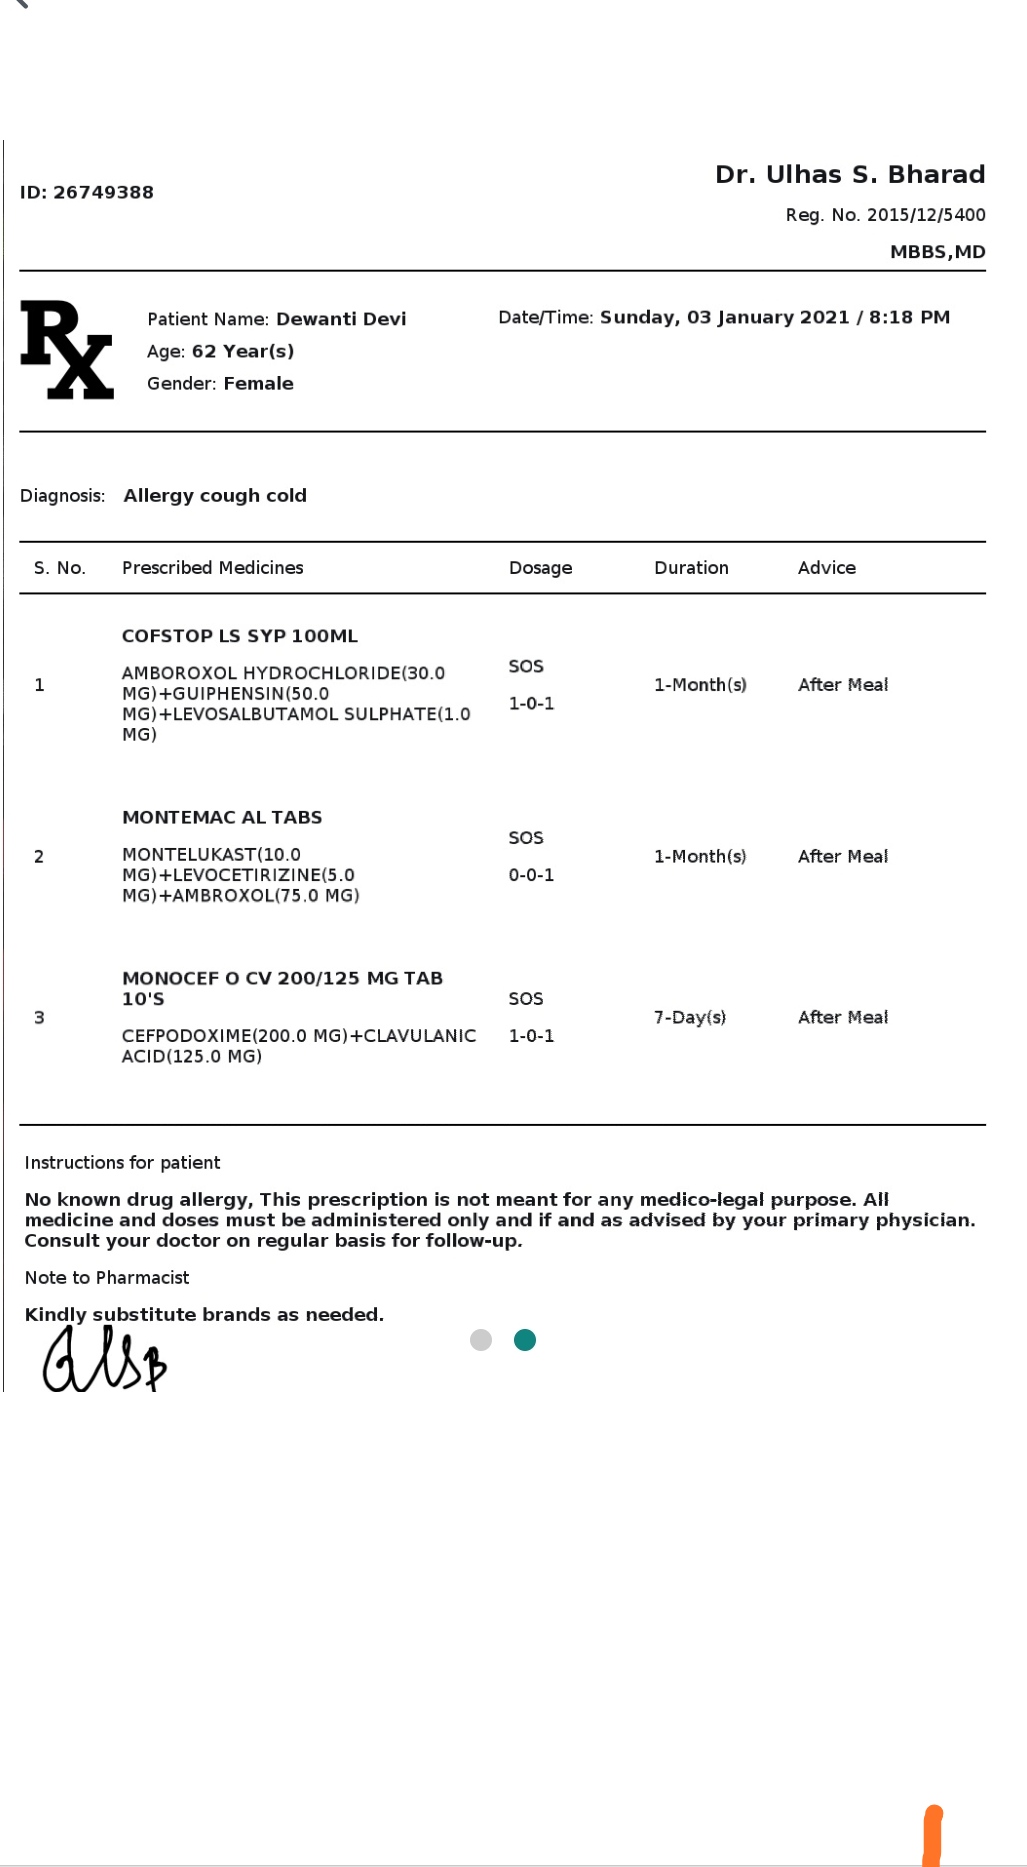 ID: 26749388
Dr. Ulhas S. Bharad
Reg. No. 2015/12/5400
MBBS,MD
Rx
Patient Name: Dewanti Devi
Date/Time: Sunday, 03 January 2021 / 8:18 PM
Age: 62 Year(s)
Gender: Female
Diagnosis: Allergy cough cold
S. No. Prescribed Medicines Dosage Duration Advice
COFSTOP LS SYP 100ML
1
AMBOROXOL HYDROCHLORIDE(30.0
MG)+GUIPHENSIN(50.0
MG)+LEVOSALBUTAMOL SULPHATE(1.0
MG)
SOS
1-0-1
1-Month(s)
After Meal
MONTEMAC AL TABS
2
MONTELUKAST(10.0
MG)+LEVOCETIRIZINE(5.0
MG)+AMBROXOL(75.0 MG)
SOS
0-0-1
1-Month(s)
After Meal
MONOCEF O CV 200/125 MG TAB
10'S
3
CEFPODOXIME(200.0 MG)+CLAVULANIC
ACID(125.0 MG)
SOS
1-0-1
7-Day(s)
After Meal
Instructions for patient
No known drug allergy, This prescription is not meant for any medico-legal purpose. All
medicine and doses must be administered only and if and as advised by your primary physician.
Consult your doctor on regular basis for follow-up.
Note to Pharmacist
Kindly substitute brands as needed.